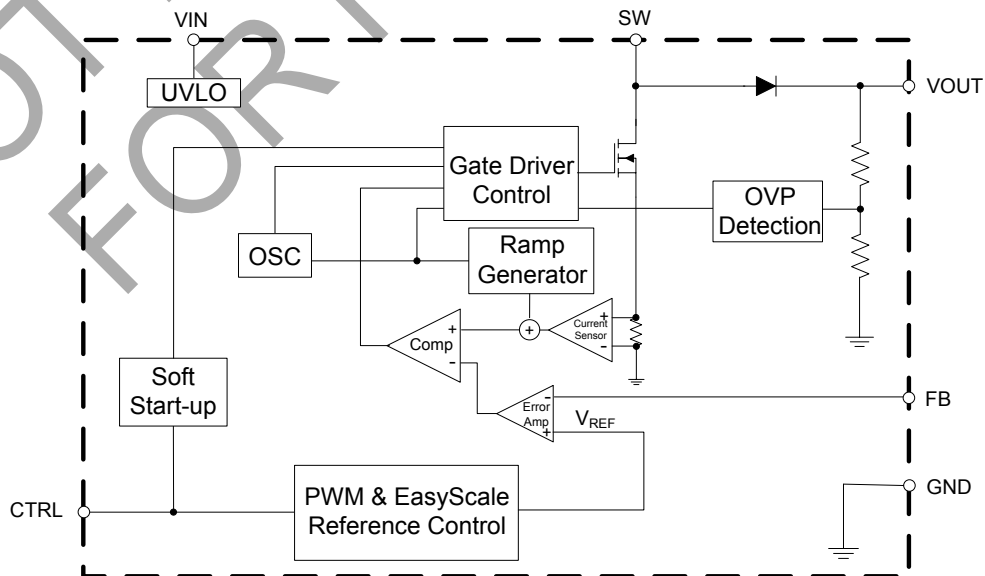 VIN
SW
UVLO
VOUT
Gate Driver
Control
OVP
Detection
OSC
Ramp
Generator
+
Current
Sensor
+
-
Comp
+
-
Soft
Start-up
Error
Amp
-
+
VREF
FB
PWM & EasyScale
Reference Control
CTRL
GND
FOR